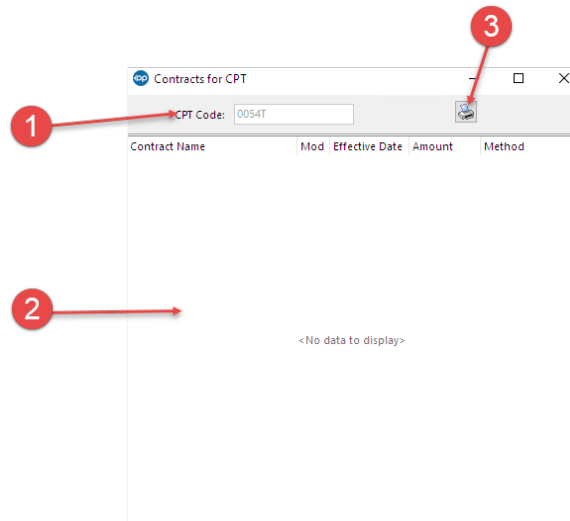 3
Contracts for CPT
1
CPT Code: 0054T
Contract Name Mod Effective Date Amount Method
2
<No data to display>